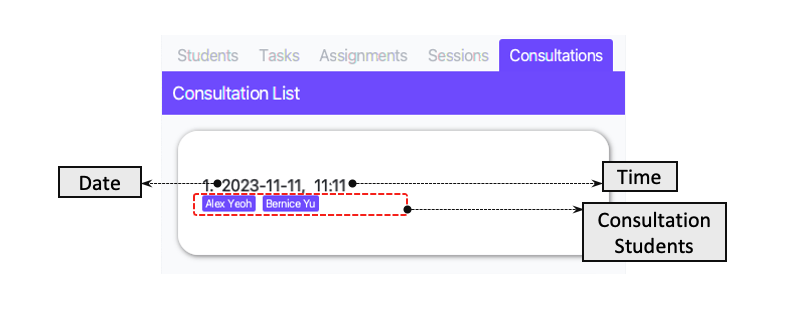 Students Tasks Assignments Sessions Consultations
Consultation List
Date
1. 2023-11-11, 11:11
Time
Alex Yeoh Bernice Yu
Consultation
Students